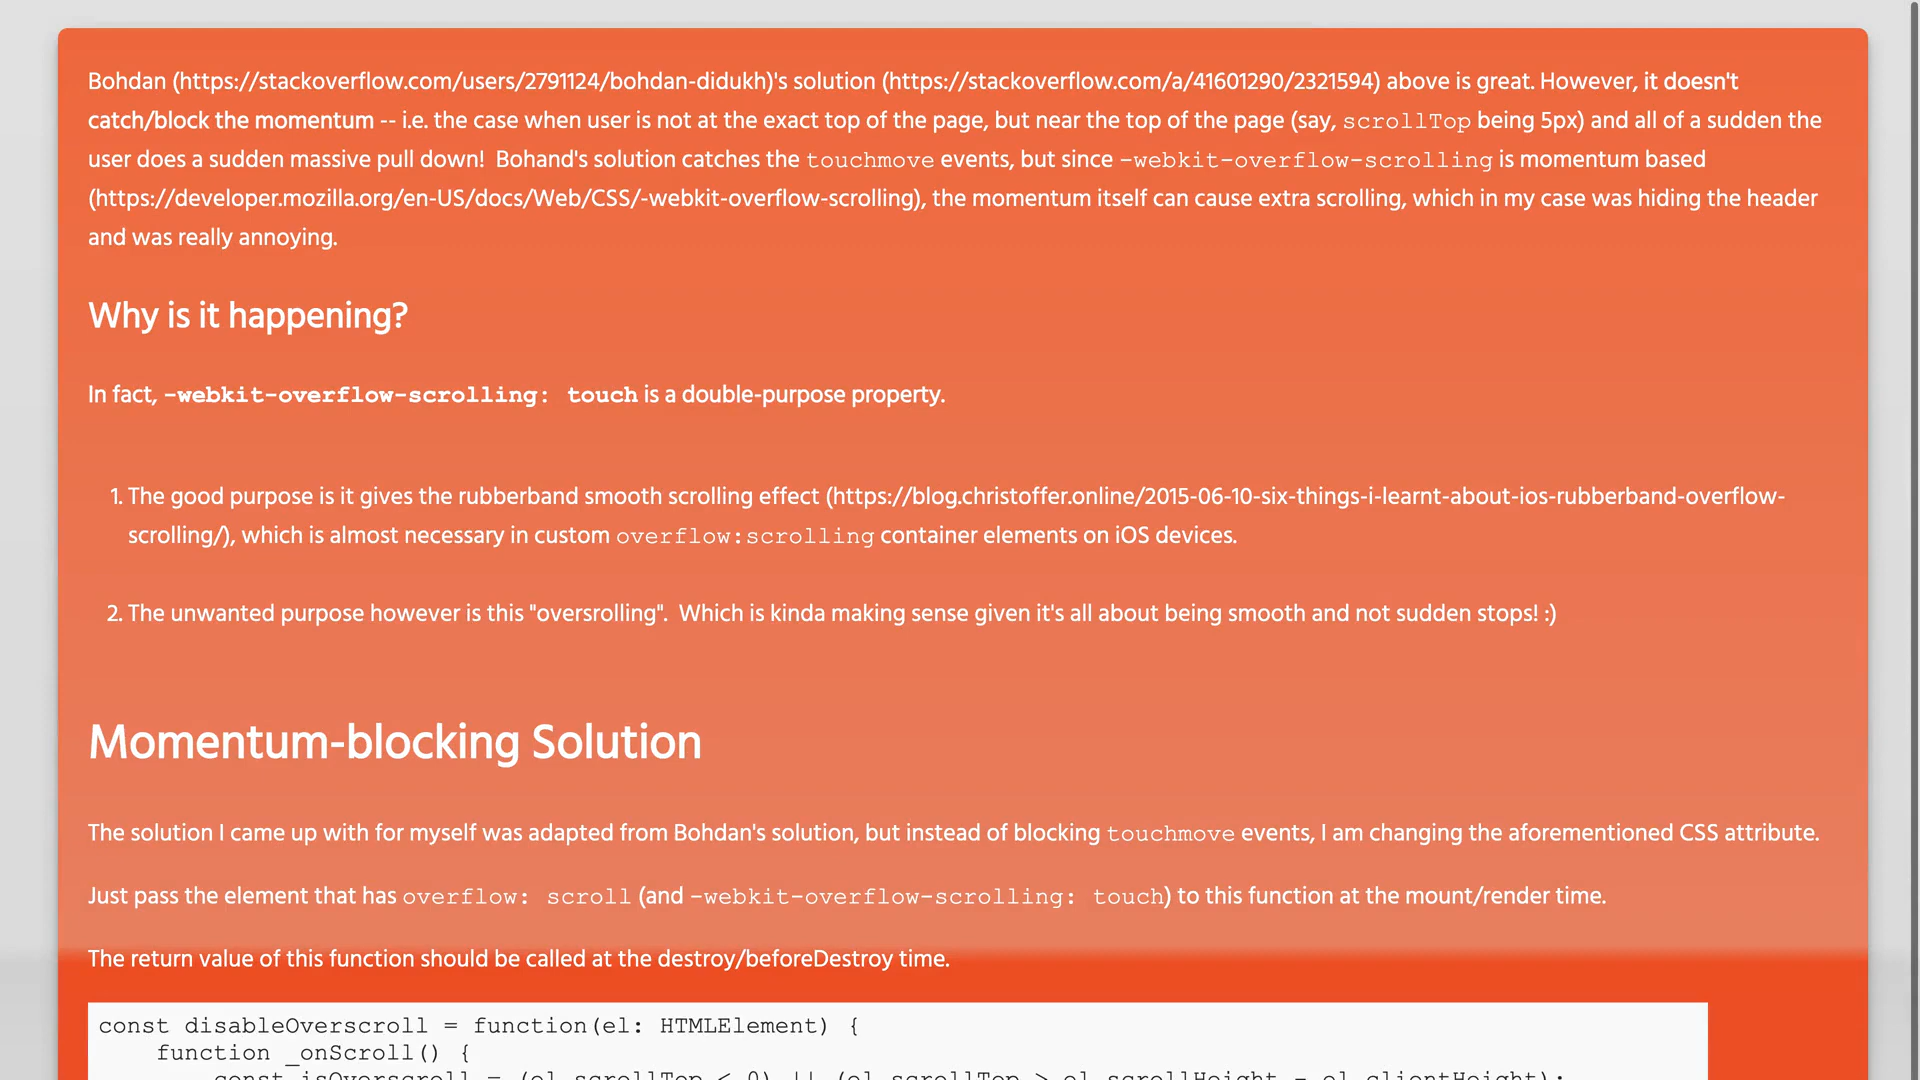 Bohdan (https://stackoverflow.com/users/2791124/bohdan-didukh)'s solution (https://stackoverflow.com/a/41601290/2321594) above is great. However, it doesn't
catch/block the momentum -- i.e. the case when user is not at the exact top of the page, but near the top of the page (say, scrollTop being 5px) and all of a sudden the
user does a sudden massive pull down!  Bohand's solution catches the touchmove events, but since -webkit-overflow-scrolling is momentum based
(https://developer.mozilla.org/en-US/docs/Web/CSS/-webkit-overflow-scrolling), the momentum itself can cause extra scrolling, which in my case was hiding the header
and was really annoying.
Why is it happening?
In fact, -webkit-overflow-scrolling: touch is a double-purpose property.
1. The good purpose is it gives the rubberband smooth scrolling effect (https://blog.christoffer.online/2015-06-10-six-things-i-learnt-about-ios-rubberband-overflow-
scrolling/), which is almost necessary in custom overflow:scrolling container elements on iOS devices.
2. The unwanted purpose however is this "oversrolling".  Which is kinda making sense given it's all about being smooth and not sudden stops! :)
Momentum-blocking Solution
The solution I came up with for myself was adapted from Bohdan's solution, but instead of blocking touchmove events, I am changing the aforementioned CSS attribute.
Just pass the element that has overflow: scroll (and -webkit-overflow-scrolling: touch) to this function at the mount/render time.
The return value of this function should be called at the destroy/beforeDestroy time.
const disableOverscroll = function(el: HTMLElement) {
    function _onScroll() {
        const isOverscroll = (el.scrollTop < 0) || (el.scrollTop > el.scrollHeight - el.clientHeight);